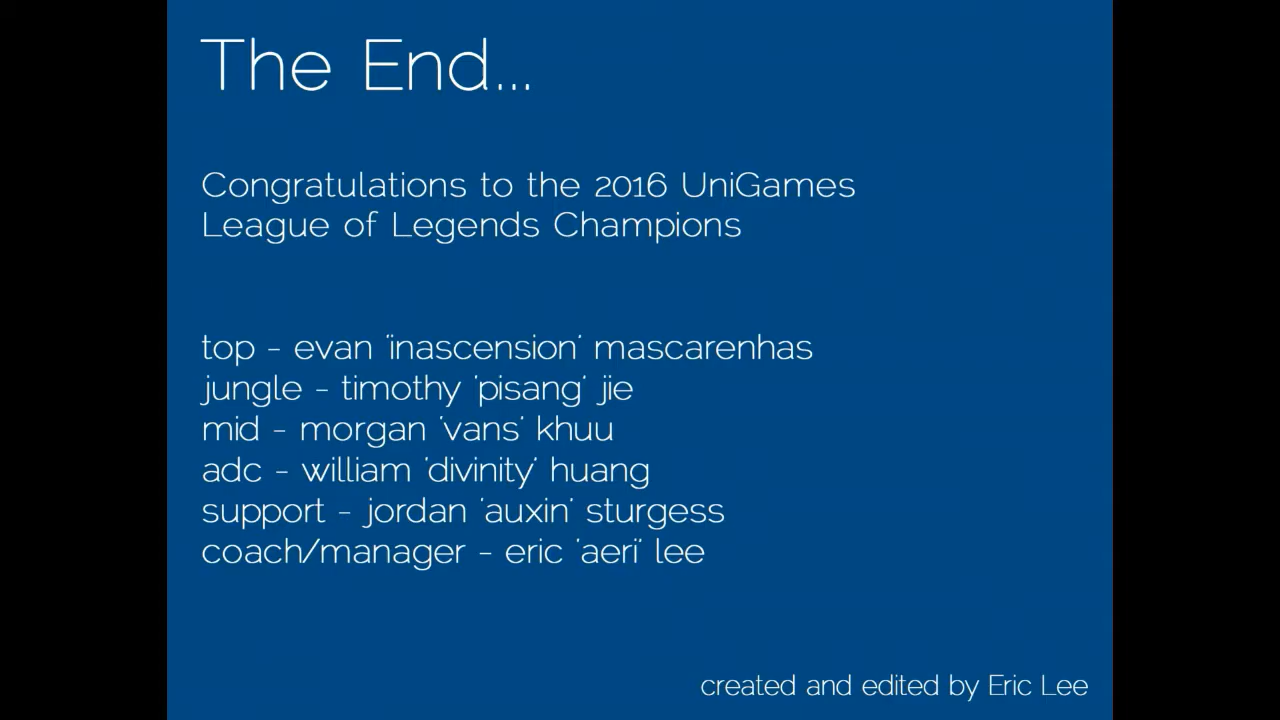 The End...
Congratulations to the 2016 UniGames
League of Legends Champions
top - evan 'inascension' mascarenhas
jungle - timothy 'pisang' jie
mid - morgan 'vans' khuu
adc - william 'divinity' huang
support - jordan 'auxin' sturgess
coach/manager - eric 'aeri' lee
created and edited by Eric Lee